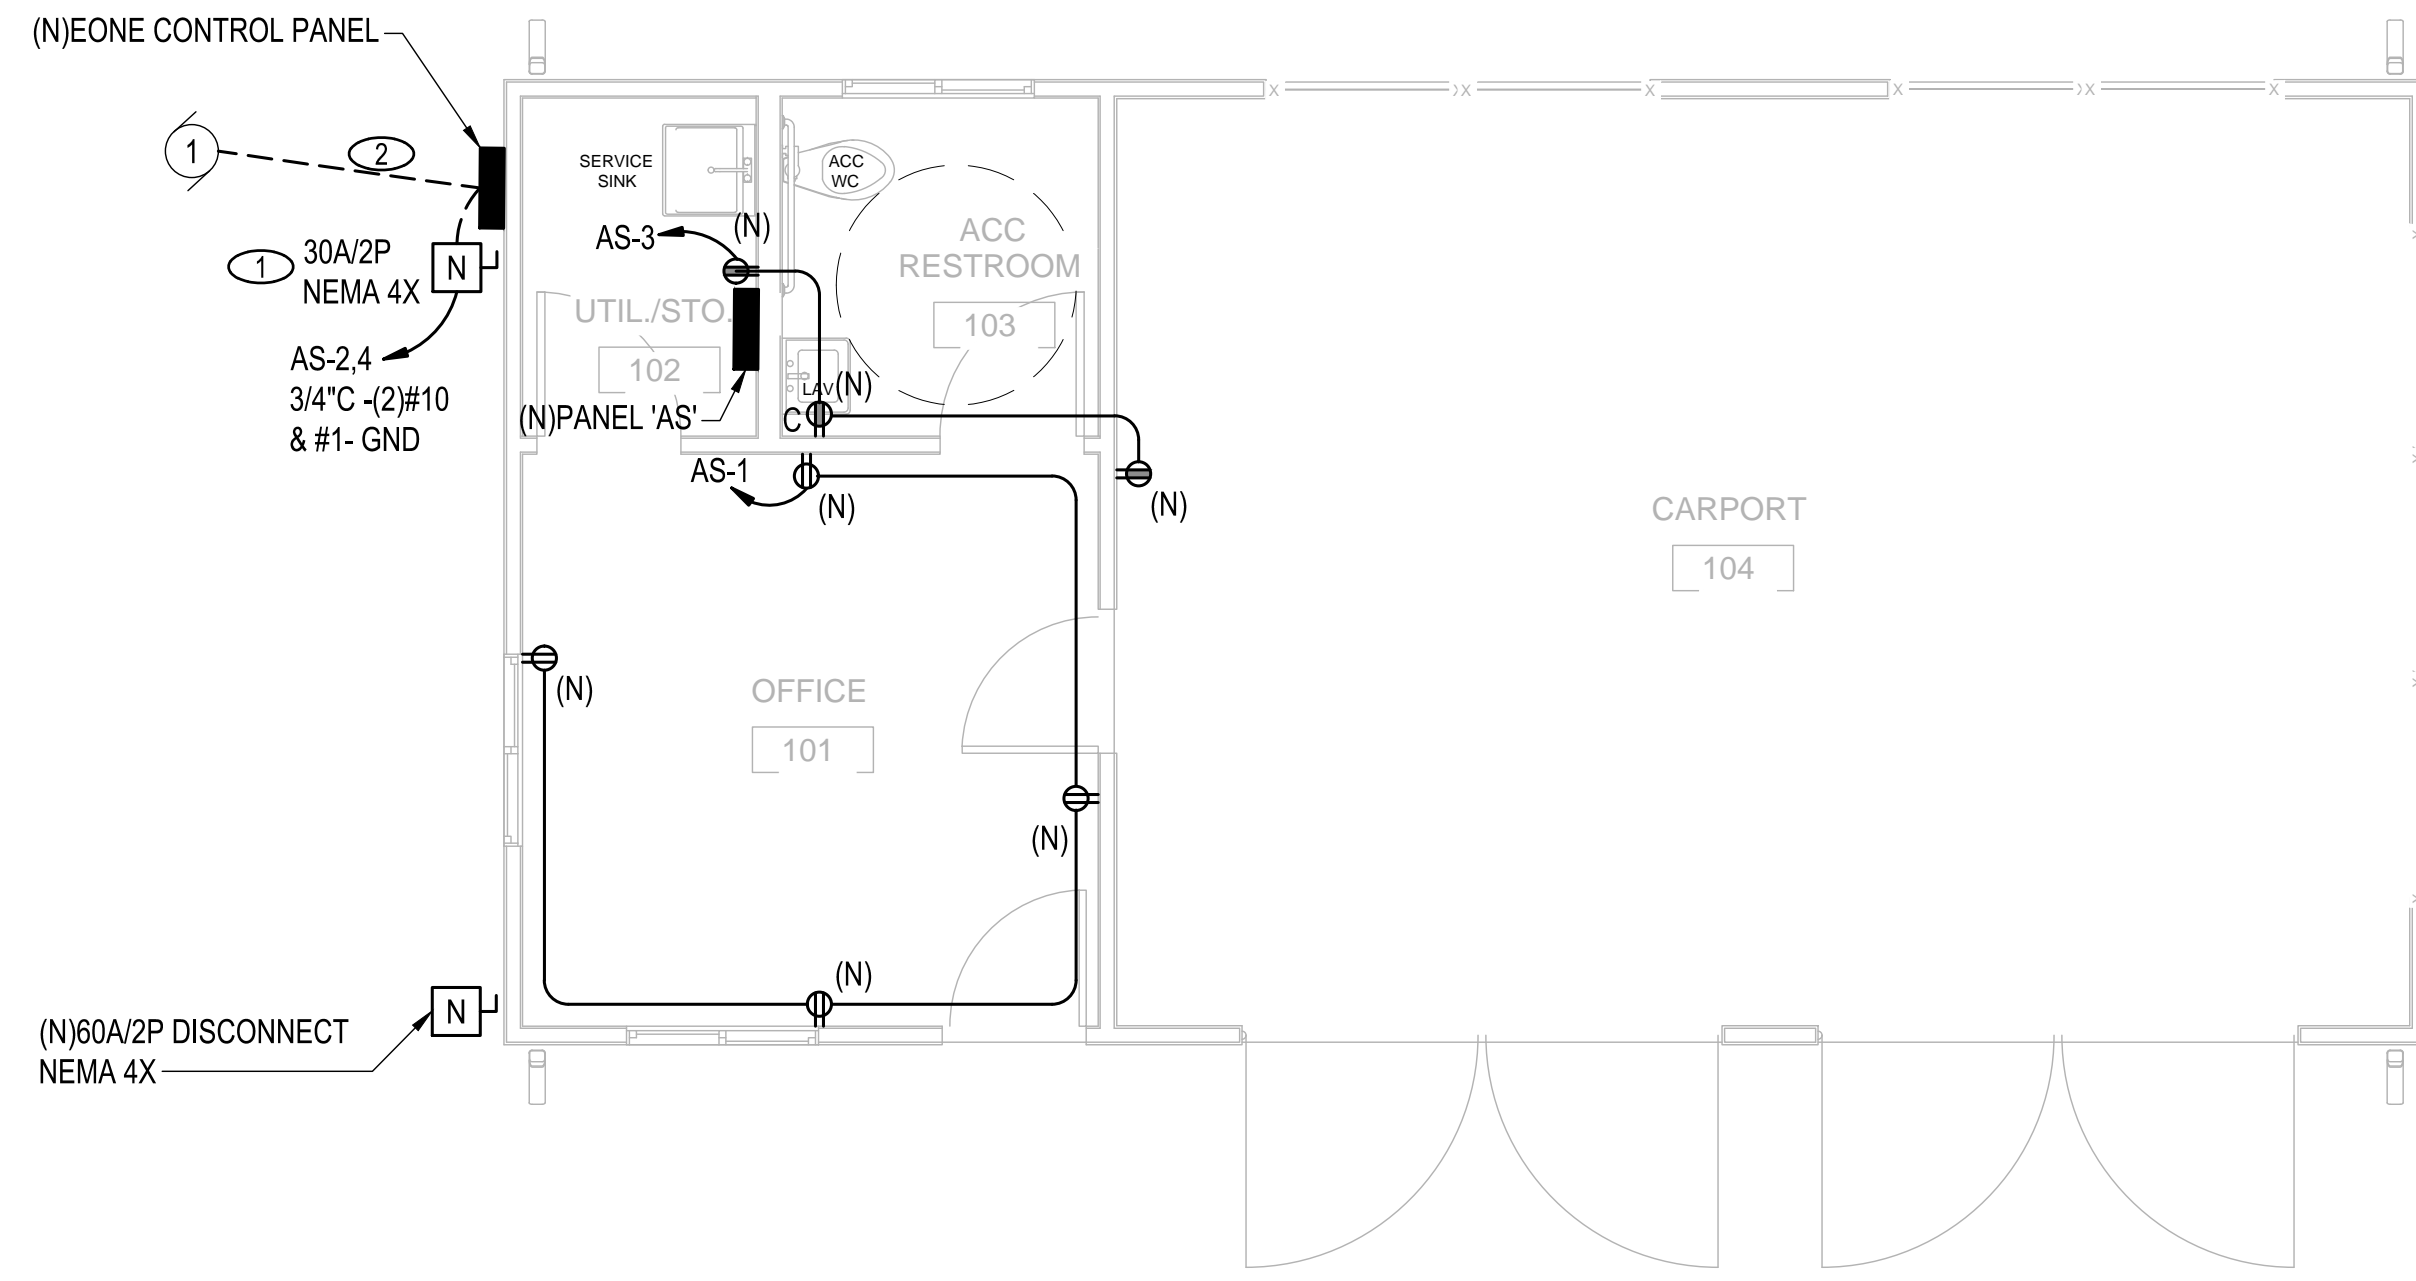 (N)EONE CONTROL PANEL
1
2
SERVICE
SINK
ACC
WC
ACC
RESTROOM
103
(N)
AS-3
1
30A/2P
NEMA 4X
N
UTIL./STO.
102
AS-2,4
3/4"C -(2)#10
& #1- GND
(N)PANEL 'AS'
LAV
(N)
C
AS-1
(N)
(N)
CARPORT
104
(N)
OFFICE
101
(N)
(N)
N
(N)60A/2P DISCONNECT
NEMA 4X
X
X
X
X
X
X